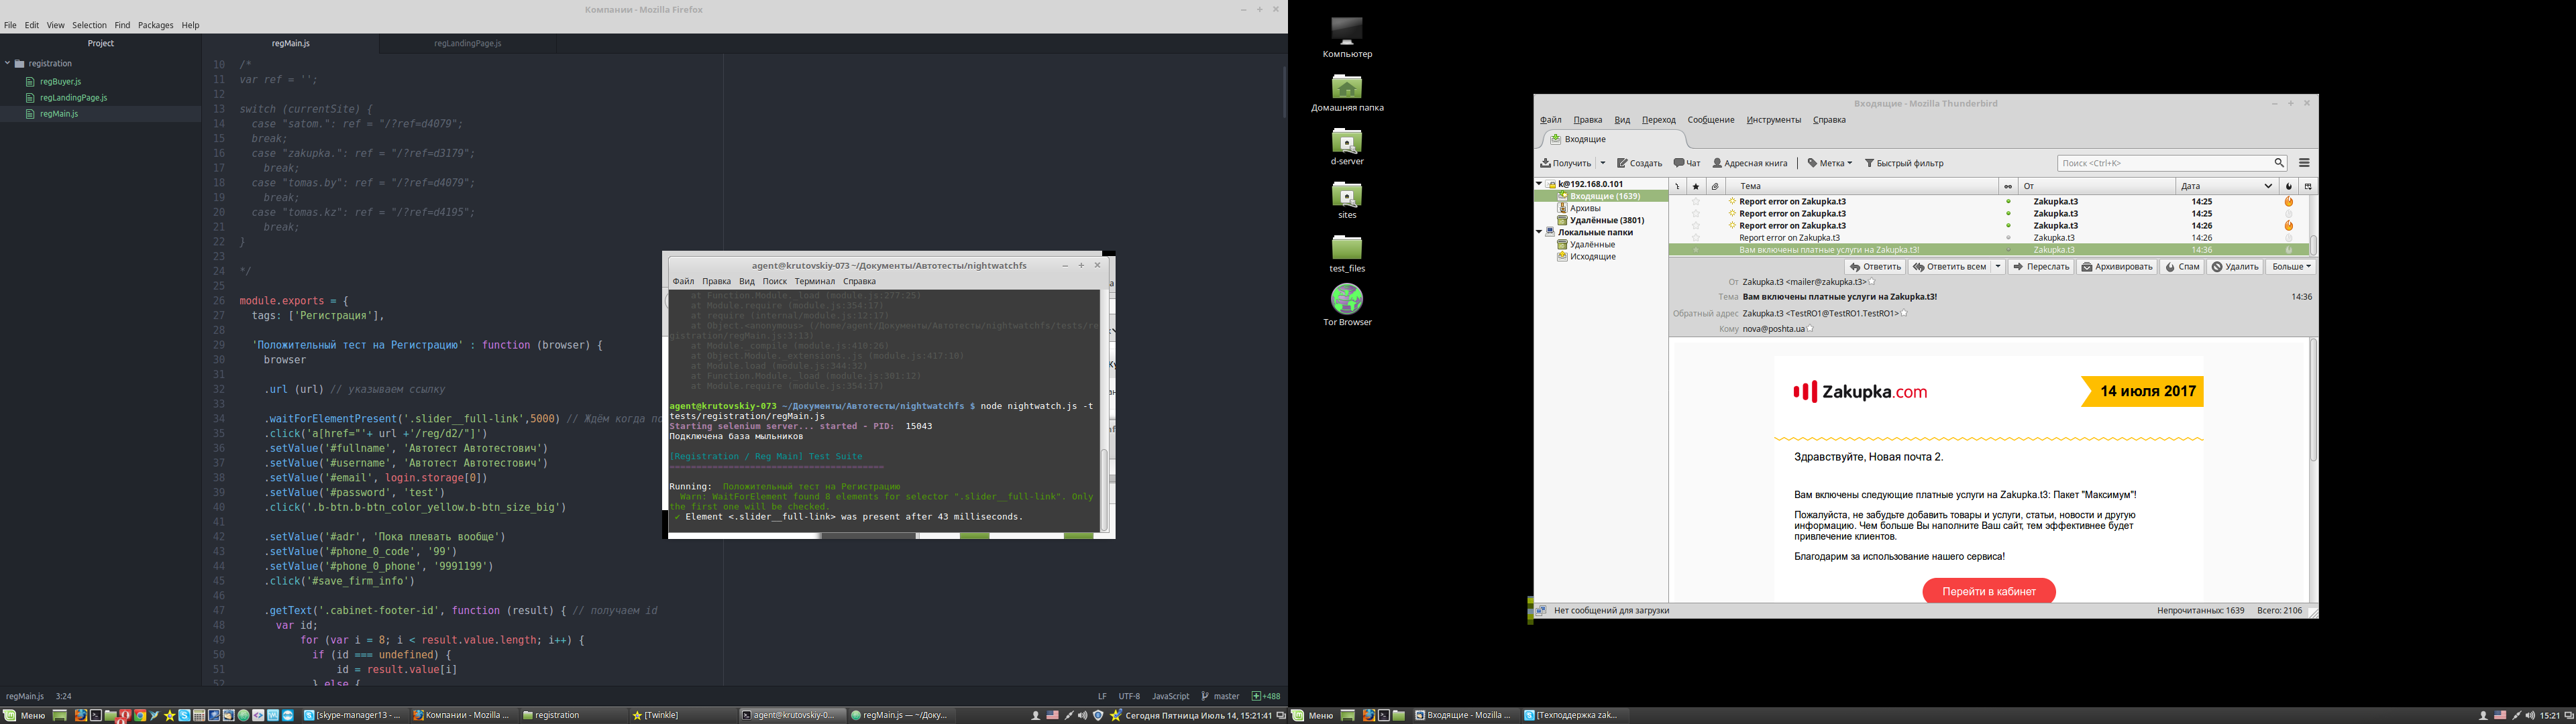 Компании - Mozilla Firefox
File Edit View Selection Find Packages Help
Project
registration
regBuyer.js
regLandingPage.js
regMain.js
regMain.js regLandingPage.js
10 /*
11 var ref = '';
12
13 switch (currentSite) {
14 case "satom.": ref = "/?ref=d4079";
15 break;
16 case "zakupka.": ref = "/?ref=d3179";
17 break;
18 case "tomas.by": ref = "/?ref=d4079";
19 break;
20 case "tomas.kz": ref = "/?ref=d4195";
21 break;
22 }
23
24 */
25
26 module.exports = {
27 tags: ['Регистрация'],
28
29 'Положительный тест на Регистрацию' : function (browser) {
30 browser
31
32 .url (url) // указываем ссылку
33
34 .waitForElementPresent('.slider__full-link',5000) // Ждём когда по
35 .click('a[href="'+ url +'/reg/d2/"]')
36 .setValue('#fullname', 'Автотест Автотестович')
37 .setValue('#username', 'Автотест Автотестович')
38 .setValue('#email', login.storage[0])
39 .setValue('#password', 'test')
40 .click('.b-btn.b-btn_color_yellow.b-btn_size_big')
41
42 .setValue('#adr', 'Пока плевать вообще')
43 .setValue('#phone_0_code', '99')
44 .setValue('#phone_0_phone', '9991199')
45 .click('#save_firm_info')
46
47 .getText('.cabinet-footer-id', function (result) { // получаем id
48 var id;
49 for (var i = 8; i < result.value.length; i++) {
50 if (id === undefined) {
51 id = result.value[i]
52 } else {
regMain.js 3:24
LF UTF-8 JavaScript master +488
agent@krutovskiy-073 ~/Документы/Автотесты/nightwatchfs
Файл Правка Вид Поиск Терминал Справка
at Function.Module._load (module.js:277:25)
at Module.require (module.js:354:17)
at require (internal/module.js:12:17)
at Object.<anonymous> (/home/agent/Документы/Автотесты/nightwatchfs/tests/re
gistration/regMain.js:3:13)
at Module._compile (module.js:410:26)
at Object.Module._extensions..js (module.js:417:10)
at Module.load (module.js:344:32)
at Function.Module._load (module.js:301:12)
at Module.require (module.js:354:17)
agent@krutovskiy-073 ~/Документы/Автотесты/nightwatchfs $ node nightwatch.js -t
tests/registration/regMain.js
Starting selenium server... started - PID: 15043
Подключена база мыльников
[Registration / Reg Main] Test Suite
========================================
Running: Положительный тест на Регистрацию
Warn: WaitForElement found 8 elements for selector ".slider__full-link". Only
the first one will be checked.
✔ Element <.slider__full-link> was present after 43 milliseconds.
Меню [skype-manager13 - ... Компании - Mozilla ... registration [Twinkle] agent@krutovskiy-0... regMain.js — ~/Доку... Сегодня Пятница Июль 14, 15:21:41
Компьютер
Домашняя папка
d-server
sites
test_files
Tor Browser
Входящие - Mozilla Thunderbird
Файл Правка Вид Переход Сообщение Инструменты Справка
Входящие
Получить Создать Чат Адресная книга Метка Быстрый фильтр Поиск <Ctrl+K>
k@192.168.0.101
Входящие (1639)
Архивы
Удалённые (3801)
Локальные папки
Удалённые
Исходящие
Тема От Дата
Report error on Zakupka.t3 Zakupka.t3 14:25
Report error on Zakupka.t3 Zakupka.t3 14:25
Report error on Zakupka.t3 Zakupka.t3 14:26
Report error on Zakupka.t3 Zakupka.t3 14:26
Вам включены платные услуги на Zakupka.t3! Zakupka.t3 14:36
Ответить Ответить всем Переслать Архивировать Спам Удалить Больше
От Zakupka.t3 <mailer@zakupka.t3>
Тема Вам включены платные услуги на Zakupka.t3! 14:36
Обратный адрес Zakupka.t3 <TestRO1@TestRO1.TestRO1>
Кому nova@poshta.ua
Zakupka.com 14 июля 2017
Здравствуйте, Новая почта 2.
Вам включены следующие платные услуги на Zakupka.t3: Пакет "Максимум"!
Пожалуйста, не забудьте добавить товары и услуги, статьи, новости и другую
информацию. Чем больше Вы наполните Ваш сайт, тем эффективнее будет
привлечение клиентов.
Благодарим за использование нашего сервиса!
Перейти в кабинет
Нет сообщений для загрузки Непрочитанных: 1639 Всего: 2106
Меню Входящие - Mozilla ... [Техподдержка zak... 15:21